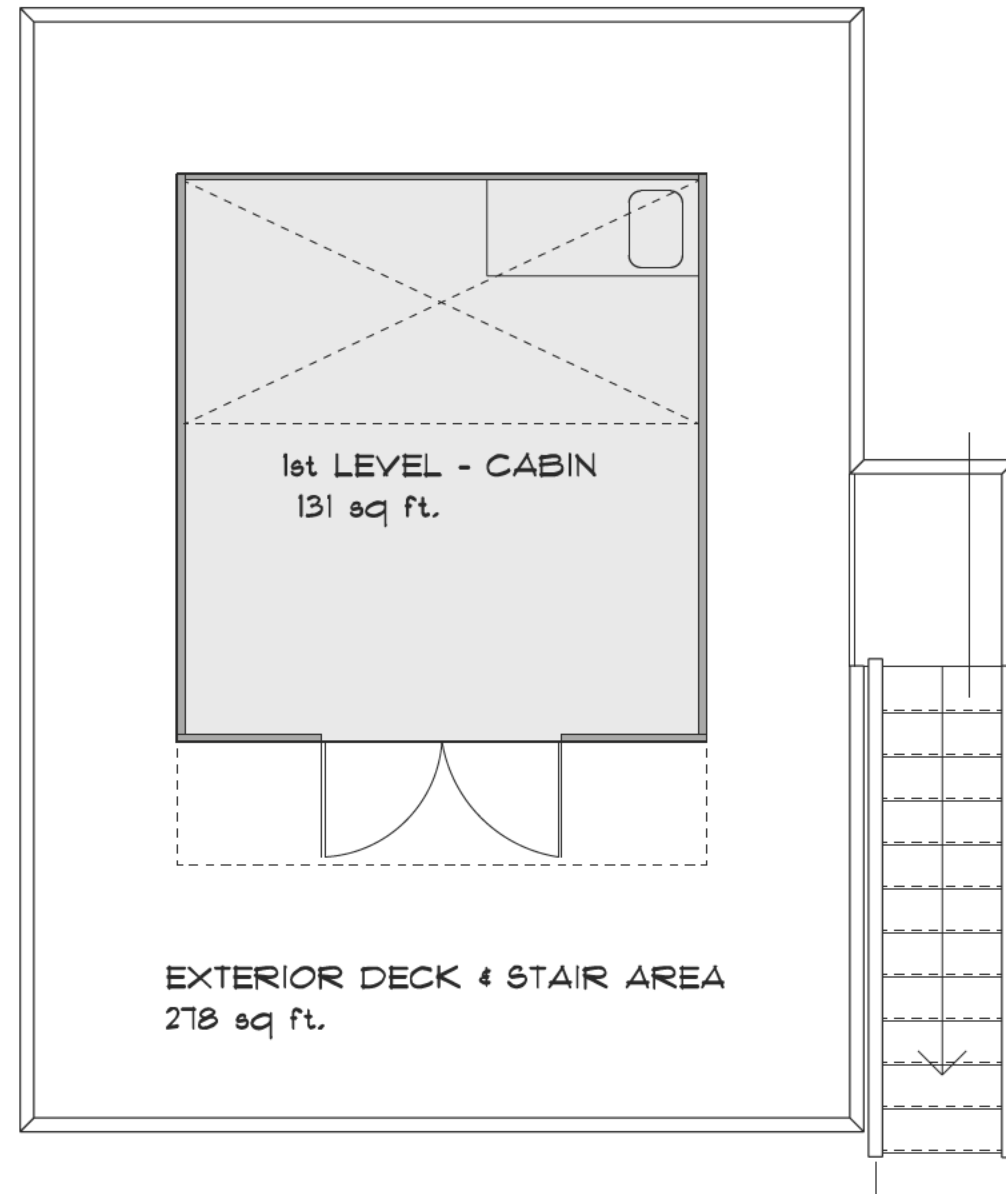 1st LEVEL - CABIN
131 sq ft.
EXTERIOR DECK & STAIR AREA
278 sq ft.